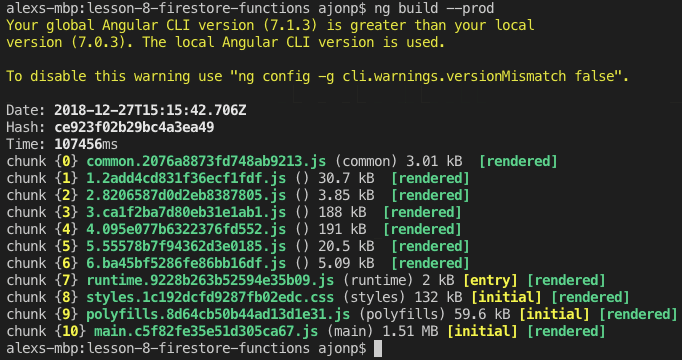 alexs-mbp:lesson-8-firestore-functions ajonp$ ng build --prod
Your global Angular CLI version (7.1.3) is greater than your local
version (7.0.3). The local Angular CLI version is used.
To disable this warning use "ng config -g cli.warnings.versionMismatch false".
Date: 2018-12-27T15:15:42.706Z
Hash: ce923f02b29bc4a3ea49
Time: 107456ms
chunk {0} common.2076a8873fd748ab9213.js (common) 3.01 kB  [rendered]
chunk {1} 1.2add4cd831f36ecf1fdf.js () 30.7 kB  [rendered]
chunk {2} 2.8206587d0d2eb8387805.js () 3.85 kB  [rendered]
chunk {3} 3.ca1f2ba7d80eb31e1ab1.js () 188 kB  [rendered]
chunk {4} 4.095e077b6322376fd552.js () 191 kB  [rendered]
chunk {5} 5.55578b7f94362d3e0185.js () 20.5 kB  [rendered]
chunk {6} 6.ba45bf5286fe86bb16df.js () 5.09 kB  [rendered]
chunk {7} runtime.9228b263b52594e35b09.js (runtime) 2 kB [entry] [rendered]
chunk {8} styles.1c192dcfd9287fb02edc.css (styles) 132 kB [initial] [rendered]
chunk {9} polyfills.8d64cb50b44ad13d1e31.js (polyfills) 59.6 kB [initial] [rendered]
chunk {10} main.c5f82fe35e51d305ca67.js (main) 1.51 MB [initial] [rendered]
alexs-mbp:lesson-8-firestore-functions ajonp$